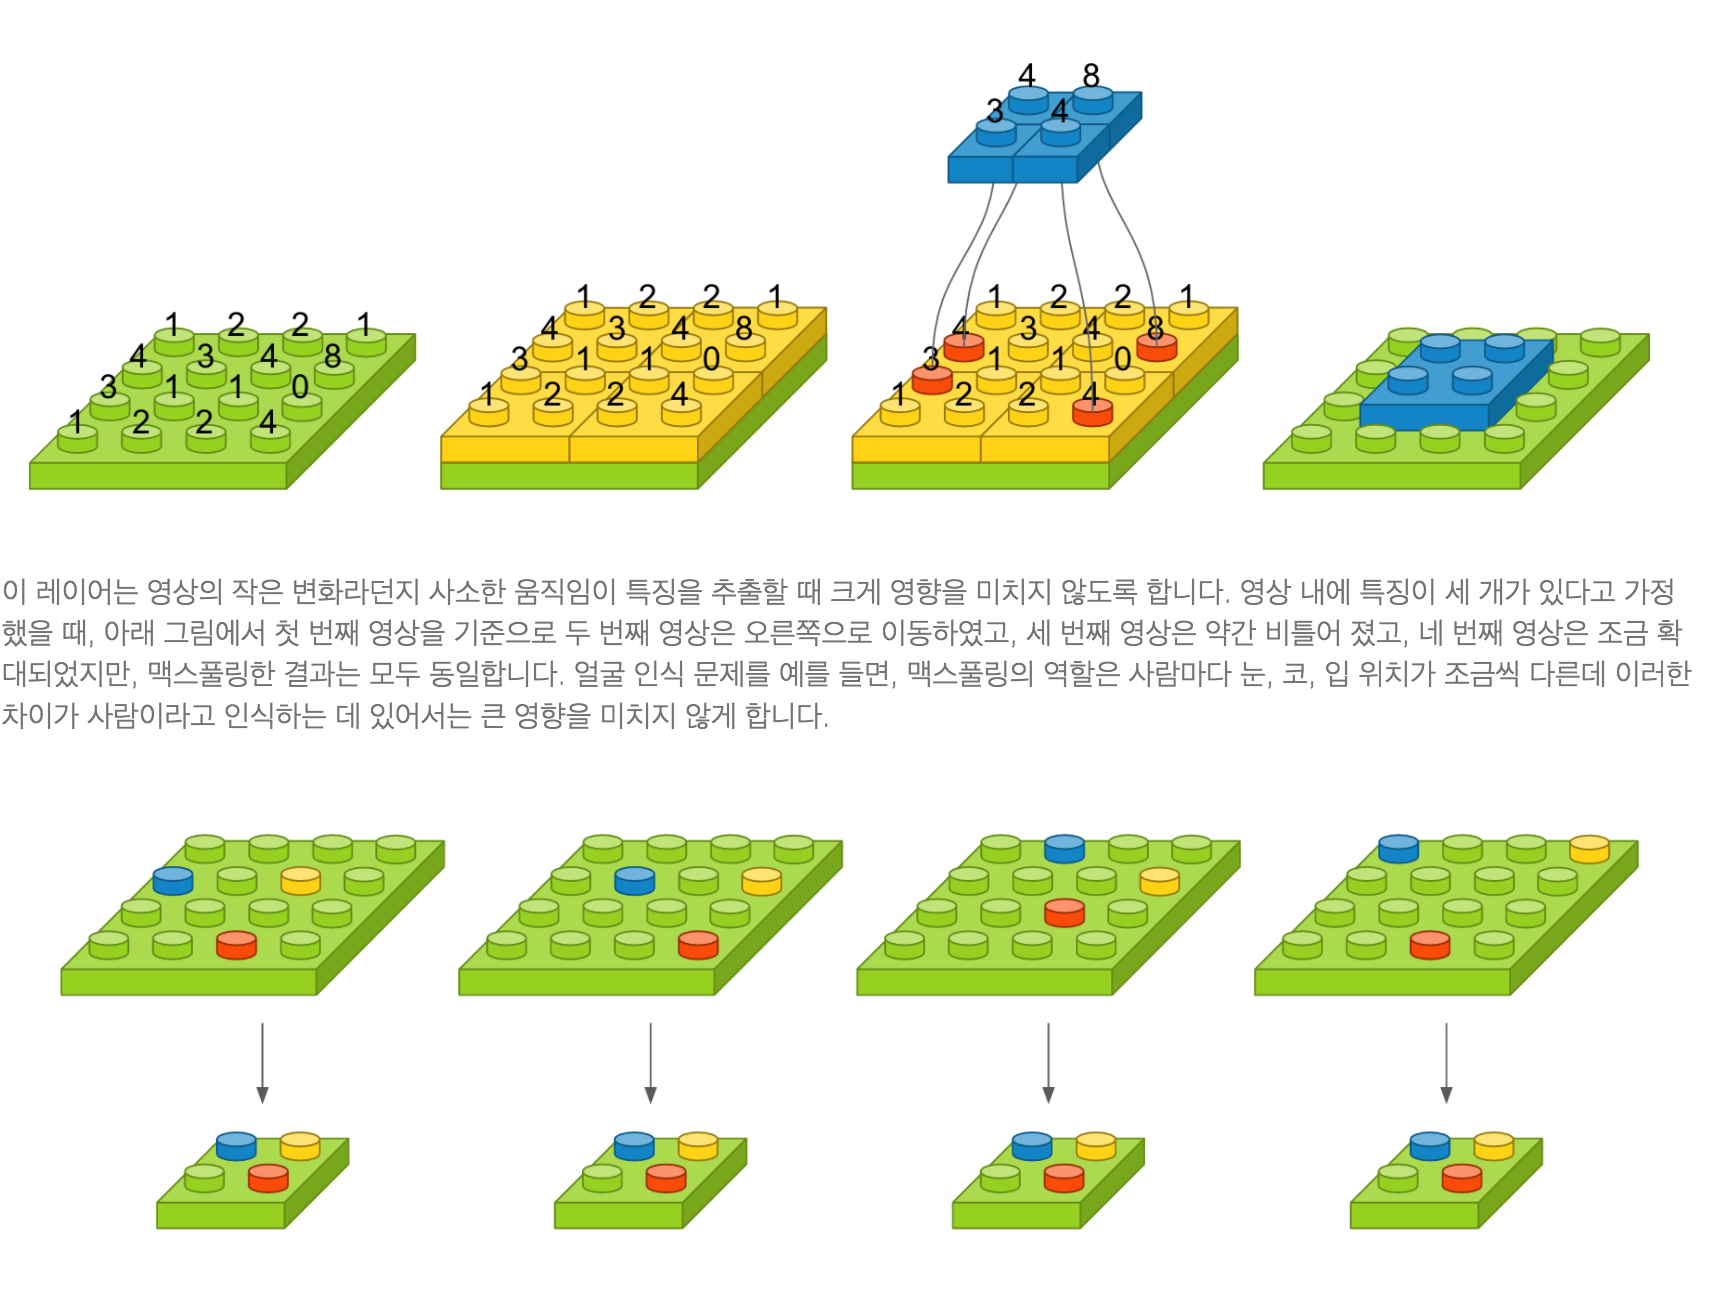 4 8
3 4
1 2 2 1
4 3 4 8
3 1 1 0
1 2 2 4
1 2 2 1
4 3 4 8
3 1 1 0
1 2 2 4
1 2 2 1
4 3 4 8
3 1 1 0
1 2 2 4
이 레이어는 영상의 작은 변화라던지 사소한 움직임이 특징을 추출할 때 크게 영향을 미치지 않도록 합니다. 영상 내에 특징이 세 개가 있다고 가정
했을 때, 아래 그림에서 첫 번째 영상을 기준으로 두 번째 영상은 오른쪽으로 이동하였고, 세 번째 영상은 약간 비틀어 졌고, 네 번째 영상은 조금 확
대되었지만, 맥스풀링한 결과는 모두 동일합니다. 얼굴 인식 문제를 예를 들면, 맥스풀링의 역할은 사람마다 눈, 코, 입 위치가 조금씩 다른데 이러한
차이가 사람이라고 인식하는 데 있어서는 큰 영향을 미치지 않게 합니다.